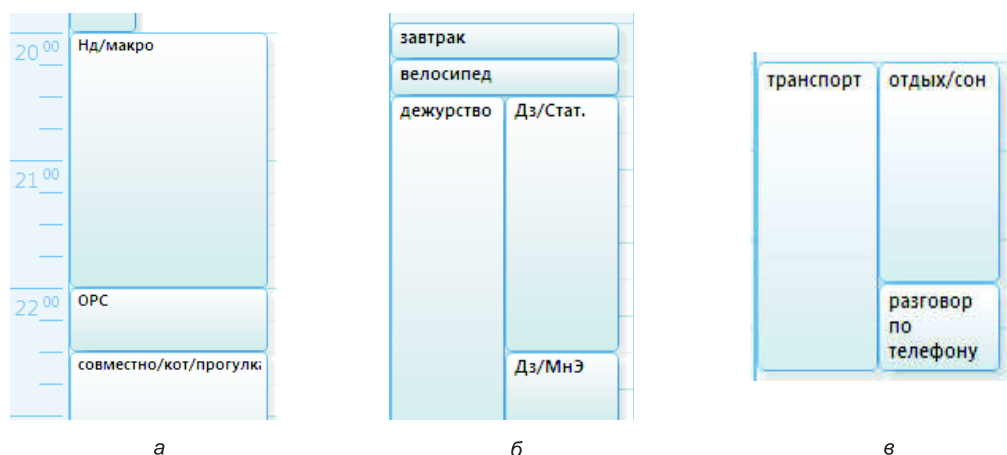 20 00
Нд/макро
21 00
22 00
ОРС
совместно/кот/прогулк
завтрак
велосипед
дежурство
Дз/Стат.
Дз/МнЭ
транспорт
отдых/сон
разговор
по
телефону
а
б
в